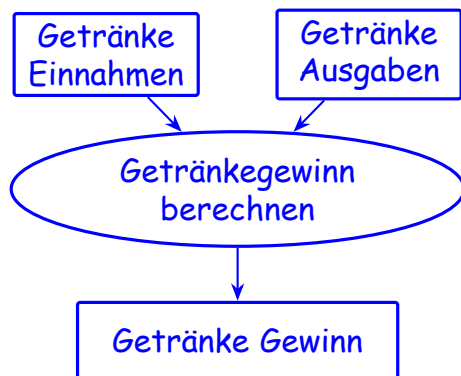 Getränke
Einnahmen
Getränke
Ausgaben
Getränkegewinn
berechnen
Getränke Gewinn